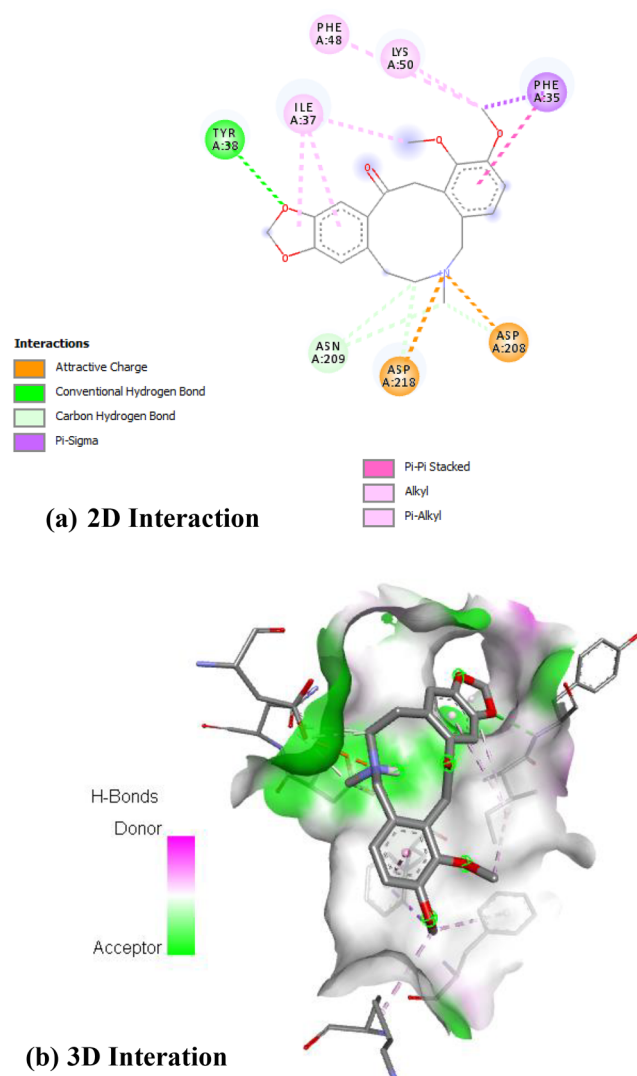 PHE
A:48
LYS
A:50
PHE
A:35
ILE
A:37
TYR
A:38
O
O
O
O
O
N
ASN
A:209
ASP
A:218
ASP
A:208
Interactions
Attractive Charge
Conventional Hydrogen Bond
Carbon Hydrogen Bond
Pi-Sigma
Pi-Pi Stacked
Alkyl
Pi-Alkyl
(a) 2D Interaction
H-Bonds
Donor
Acceptor
(b) 3D Interation